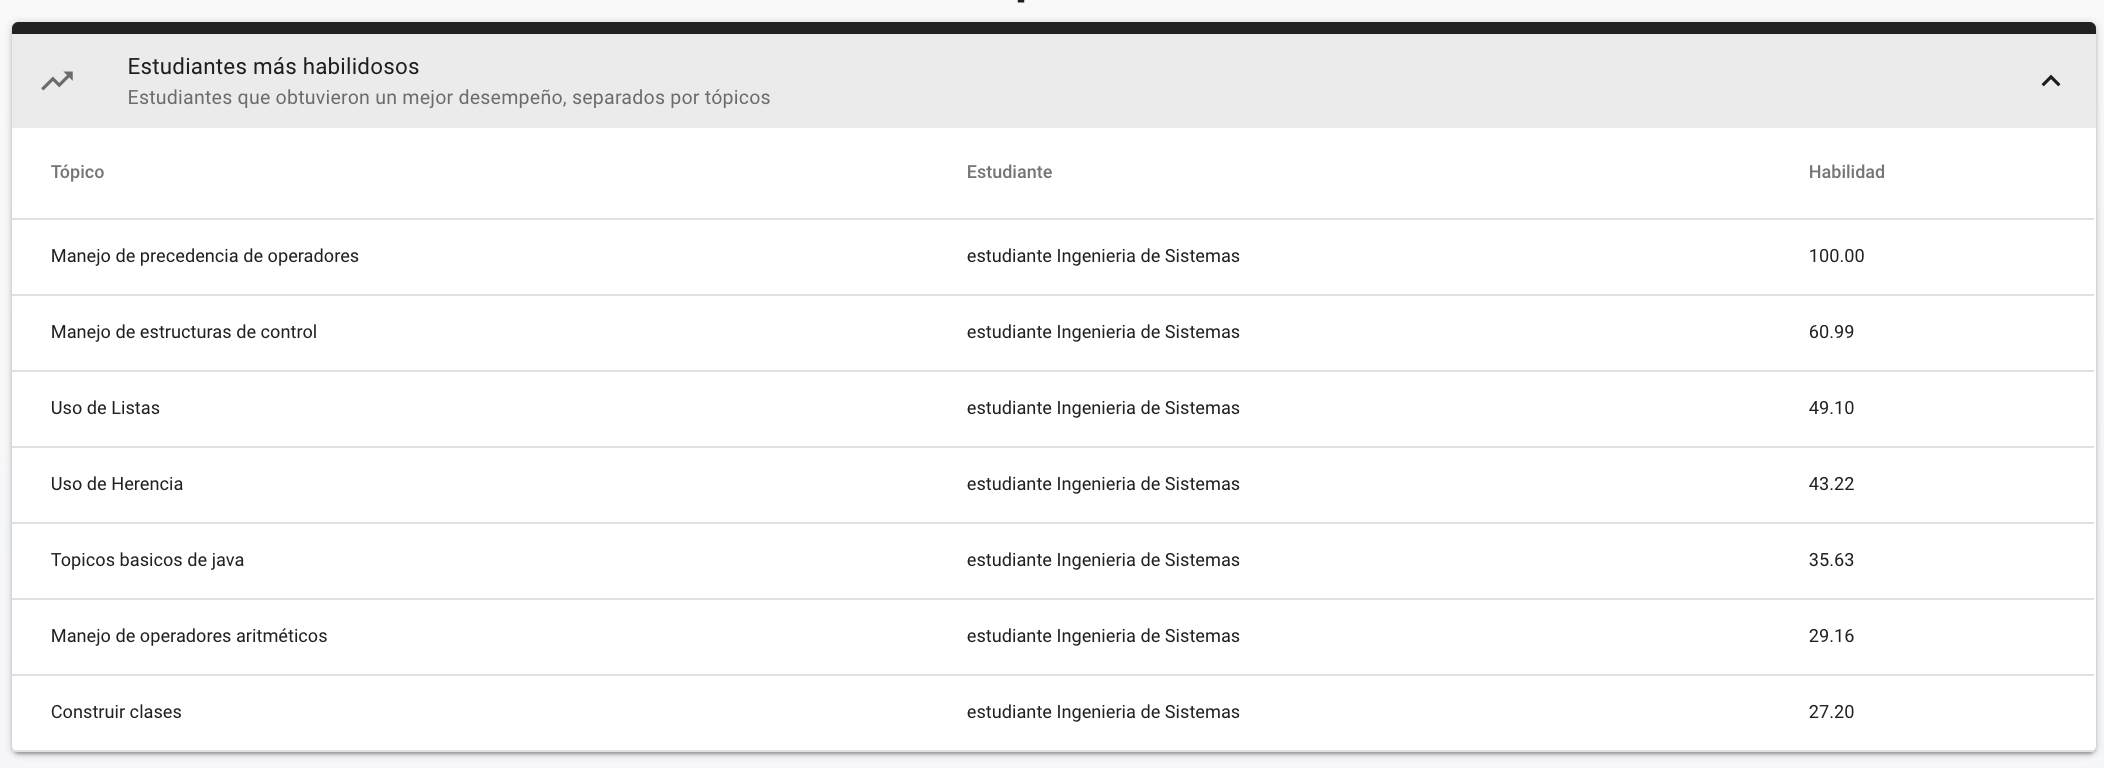 Estudiantes más habilidosos
Estudiantes que obtuvieron un mejor desempeño, separados por tópicos
Tópico Estudiante Habilidad
Manejo de precedencia de operadores estudiante Ingenieria de Sistemas 100.00
Manejo de estructuras de control estudiante Ingenieria de Sistemas 60.99
Uso de Listas estudiante Ingenieria de Sistemas 49.10
Uso de Herencia estudiante Ingenieria de Sistemas 43.22
Topicos basicos de java estudiante Ingenieria de Sistemas 35.63
Manejo de operadores aritméticos estudiante Ingenieria de Sistemas 29.16
Construir clases estudiante Ingenieria de Sistemas 27.20